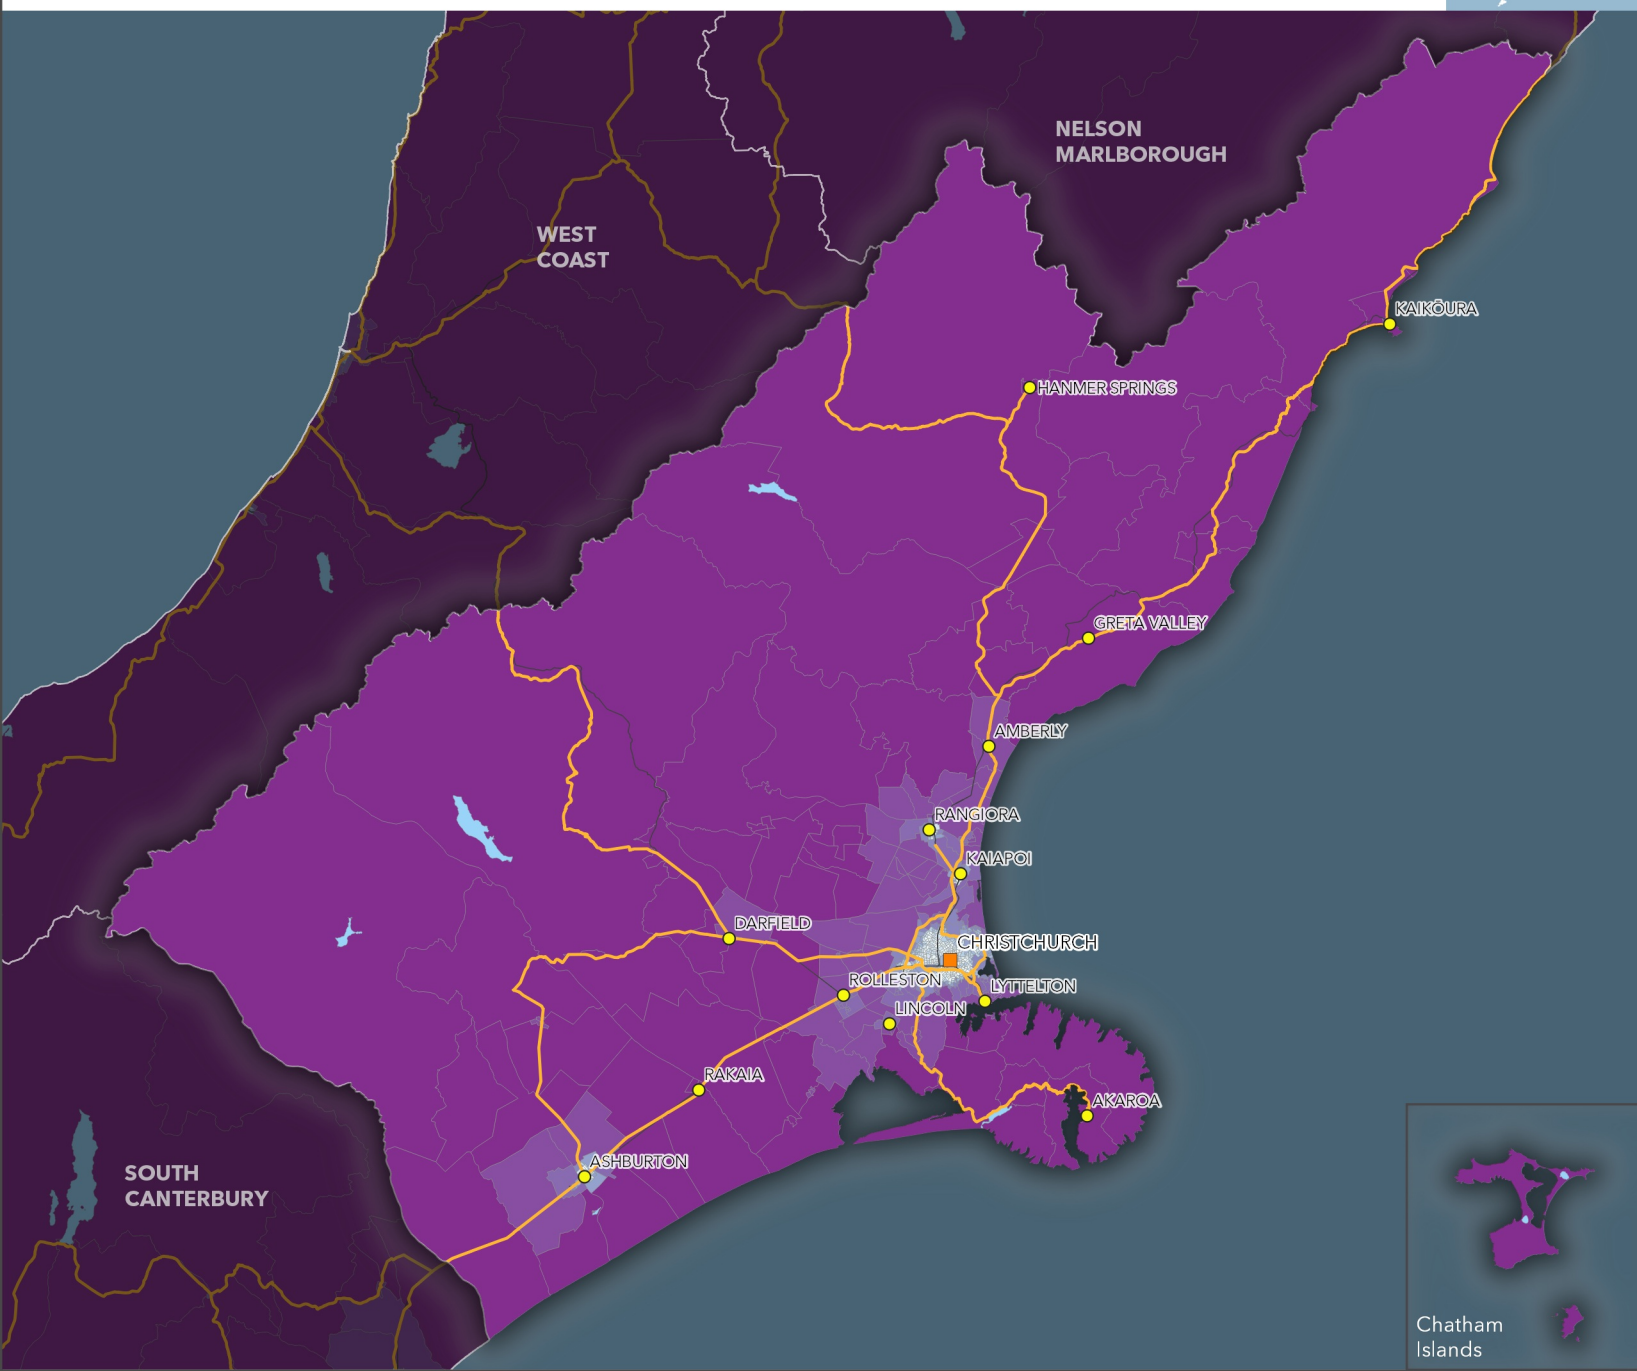 NELSON
MARLBOROUGH
WEST
COAST
KAIKŌURA
HANMER SPRINGS
GRETA VALLEY
AMBERLY
RANGIORA
KAIAPOI
DARFIELD
CHRISTCHURCH
ROLLESTON
LYTTELTON
LINCOLN
RAKAIA
AKAROA
ASHBURTON
SOUTH
CANTERBURY
Chatham
Islands